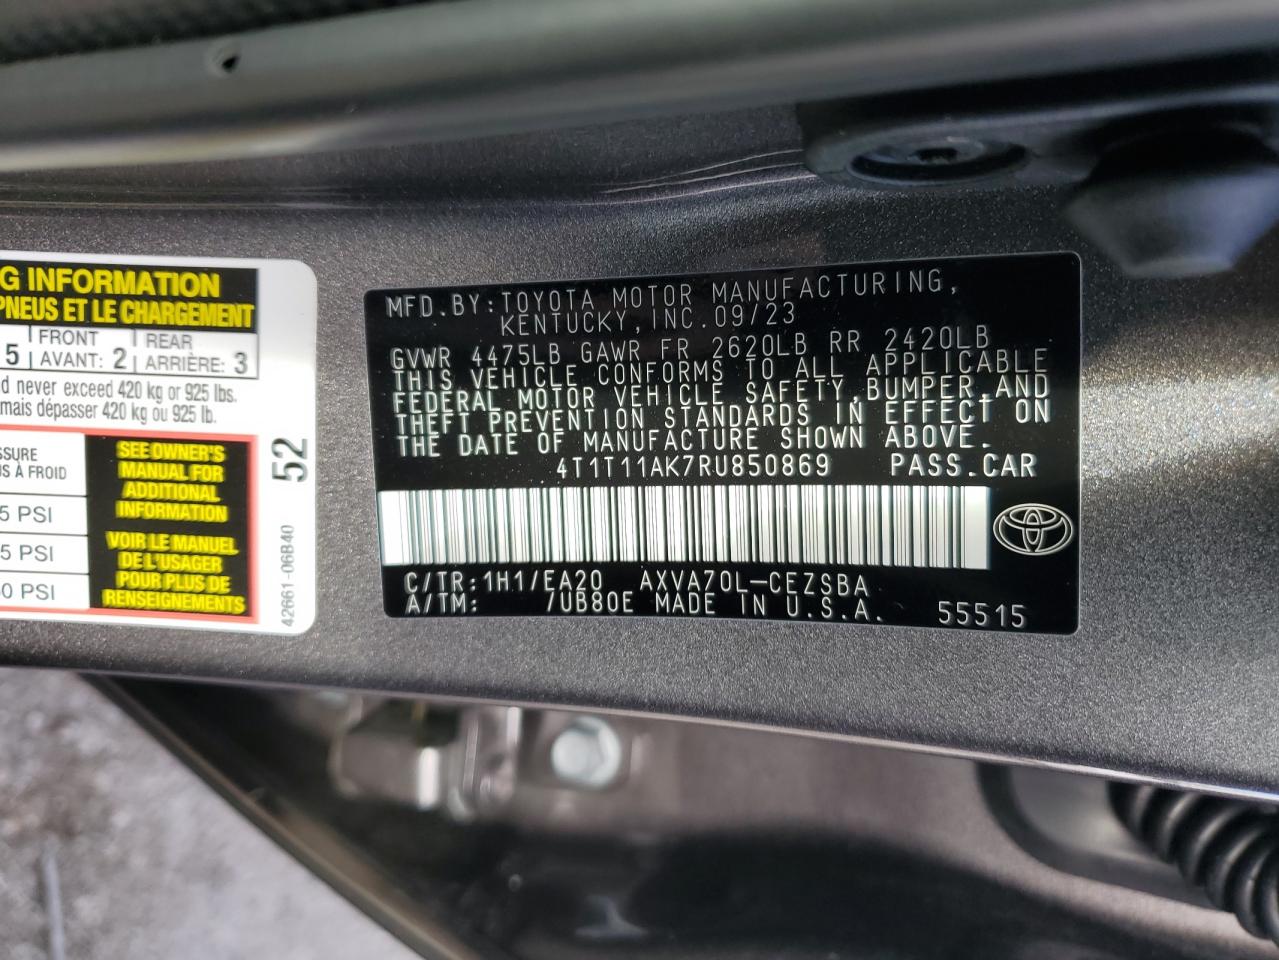 G INFORMATION
PNEUS ET LE CHARGEMENT
5 FRONT REAR
AVANT: 2 ARRIÈRE: 3
d never exceed 420 kg or 925 lbs.
mais dépasser 420 kg ou 925 lb.
SSURE
S À FROID
5 PSI
5 PSI
0 PSI
SEE OWNER'S
MANUAL FOR
ADDITIONAL
INFORMATION
VOIR LE MANUEL
DE L'USAGER
POUR PLUS DE
RENSEIGNEMENTS
52
42661-06B40
MFD.BY:TOYOTA MOTOR MANUFACTURING,
KENTUCKY,INC.09/23
GVWR 4475LB GAWR FR 2620LB RR 2420LB
THIS VEHICLE CONFORMS TO ALL APPLICABLE
FEDERAL MOTOR VEHICLE SAFETY,BUMPER,AND
THEFT PREVENTION STANDARDS IN EFFECT ON
THE DATE OF MANUFACTURE SHOWN ABOVE.
4T1T11AK7RU850869 PASS.CAR
C/TR:1H1/EA20 AXVA70L-CEZSBA
A/TM: 7UB80E MADE IN U.S.A. 55515